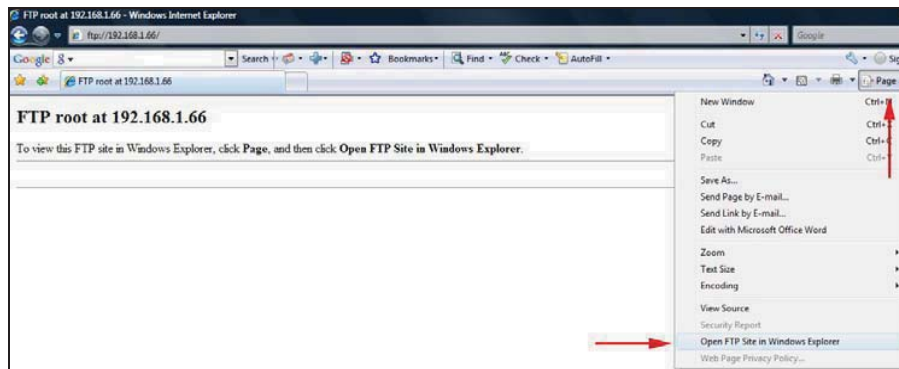 FTP root at 192.168.1.66 - Windows Internet Explorer
ftp://192.168.1.66/
Google
Google
Search
Bookmarks
Find
Check
AutoFill
FTP root at 192.168.1.66
Page
FTP root at 192.168.1.66
To view this FTP site in Windows Explorer, click Page, and then click Open FTP Site in Windows Explorer.
New Window
Cut
Copy
Paste
Save As...
Send Page by E-mail...
Send Link by E-mail...
Edit with Microsoft Office Word
Zoom
Text Size
Encoding
View Source
Security Report
Open FTP Site in Windows Explorer
Web Page Privacy Policy...